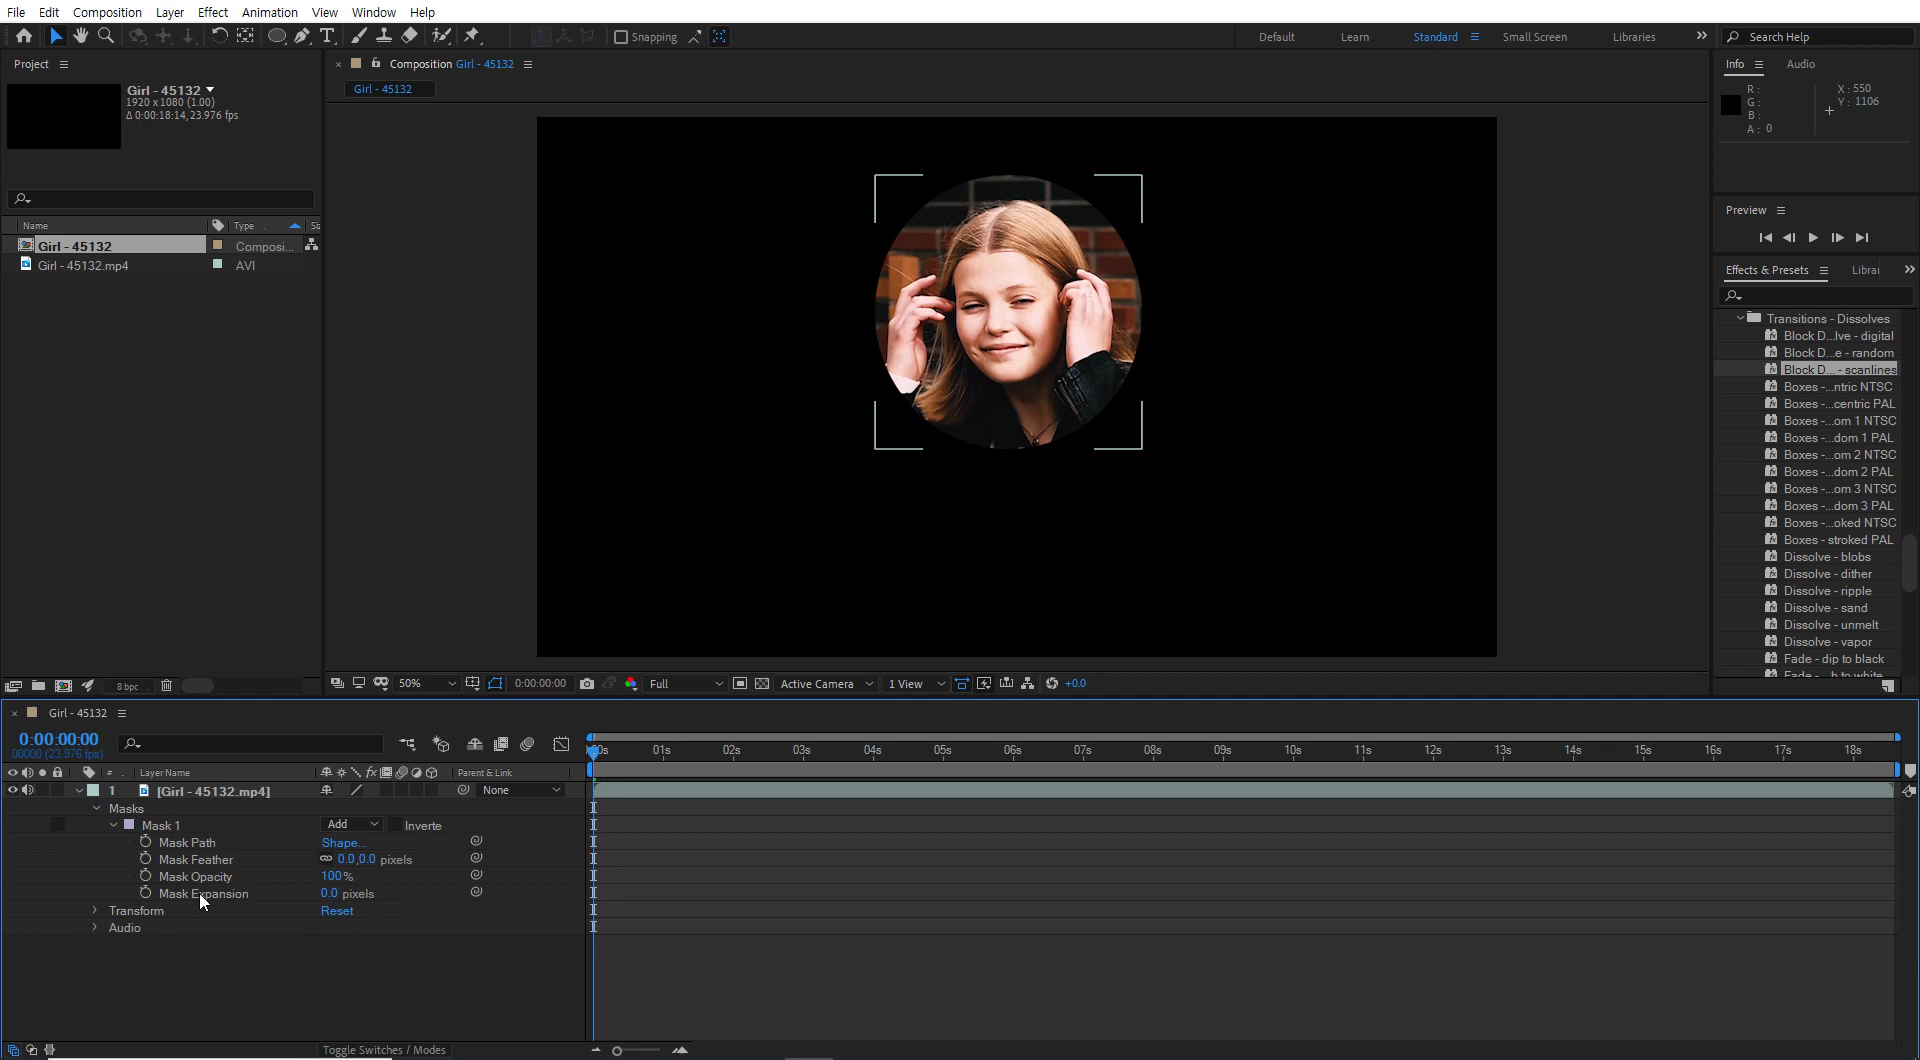 File Edit Composition Layer Effect Animation View Window Help
Snapping Default Learn Standard Small Screen Libraries Search Help
Project
Girl - 45132
1920 x 1080 (1.00)
Δ 0:00:18:14, 23.976 fps
Name Type Siz
Girl - 45132 Composi...
Girl - 45132.mp4 AVI
8 bpc
Composition Girl - 45132
Girl - 45132
50% 0:00:00:00 Full Active Camera 1 View +0.0
Info Audio
R : X : 550
G : Y : 1106
B :
A : 0
Preview
Effects & Presets Librai
Transitions - Dissolves
Block D...lve - digital
Block D...e - random
Block D... - scanlines
Boxes -...ntric NTSC
Boxes -...centric PAL
Boxes -...om 1 NTSC
Boxes -...dom 1 PAL
Boxes -...om 2 NTSC
Boxes -...dom 2 PAL
Boxes -...om 3 NTSC
Boxes -...dom 3 PAL
Boxes -...oked NTSC
Boxes - stroked PAL
Dissolve - blobs
Dissolve - dither
Dissolve - ripple
Dissolve - sand
Dissolve - unmelt
Dissolve - vapor
Fade - dip to black
Fade -...h to white
Girl - 45132
0:00:00:00
00000 (23.976 fps)
:00s 01s 02s 03s 04s 05s 06s 07s 08s 09s 10s 11s 12s 13s 14s 15s 16s 17s 18s
# Layer Name fx Parent & Link
1 [Girl - 45132.mp4] None
Masks
Mask 1 Add Inverte
Mask Path Shape...
Mask Feather 0.0,0.0 pixels
Mask Opacity 100%
Mask Expansion 0.0 pixels
Transform Reset
Audio
Toggle Switches / Modes